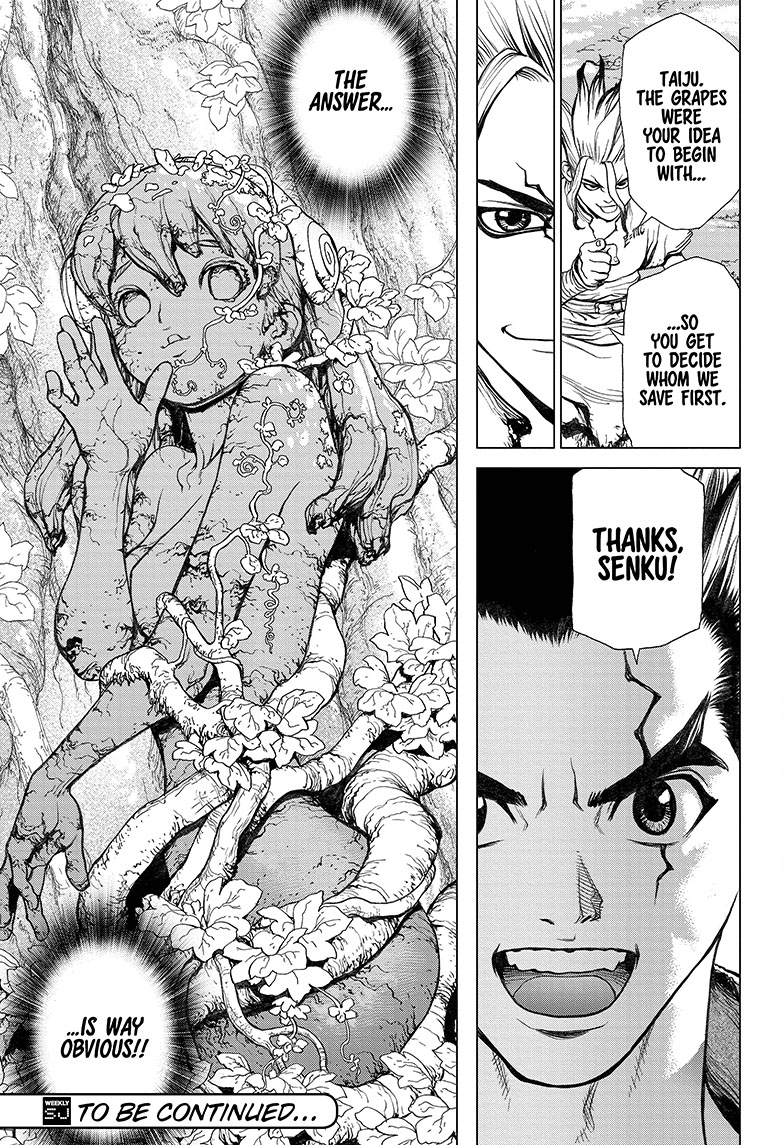 TAIJU.
THE GRAPES
WERE
YOUR IDEA
TO BEGIN
WITH...
...SO
YOU GET
TO DECIDE
WHOM WE
SAVE FIRST.
E=mc²
THANKS,
SENKU!
THE
ANSWER...
...IS WAY
OBVIOUS!!
WEEKLY
SJ
TO BE CONTINUED...